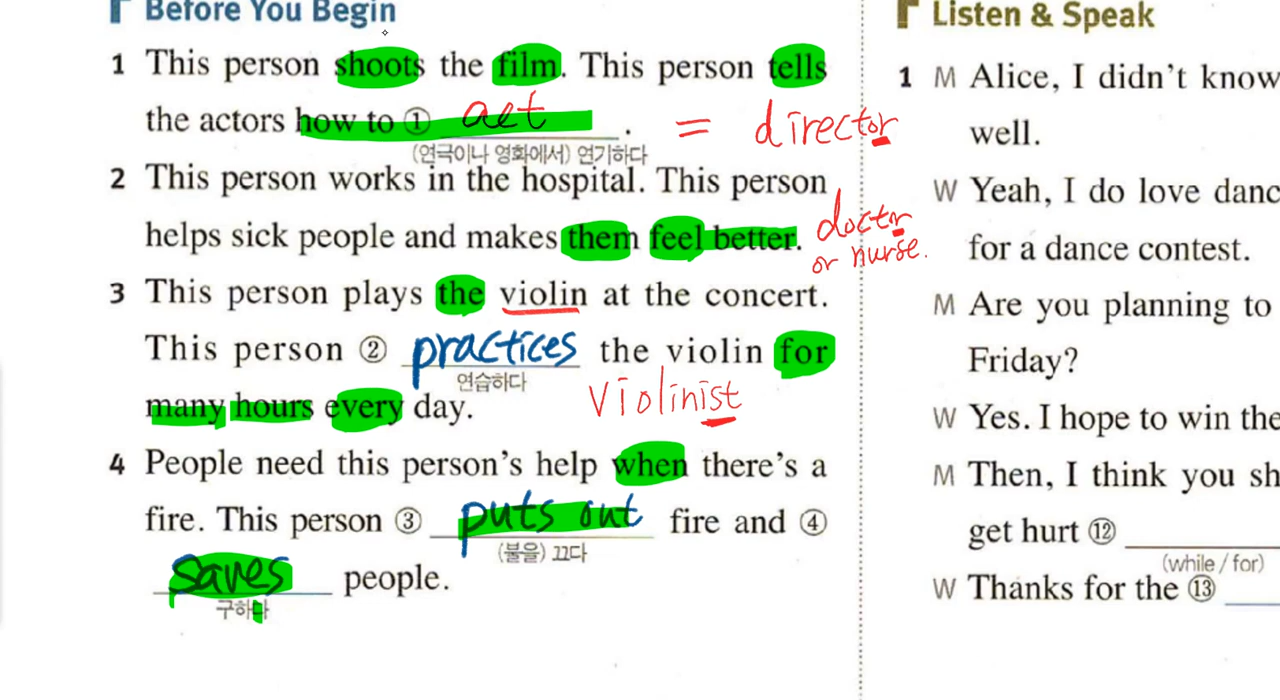 Before You Begin
1 This person shoots the film. This person tells
the actors how to ① act . = director
(연극이나 영화에서) 연기하다
2 This person works in the hospital. This person
helps sick people and makes them feel better. doctor
or nurse.
3 This person plays the violin at the concert.
This person ② practices the violin for
연습하다
many hours every day. violinist
4 People need this person's help when there's a
fire. This person ③ puts out fire and ④
(불을) 끄다
saves people.
구하다
Listen & Speak
1 M Alice, I didn't know
well.
W Yeah, I do love danc
for a dance contest.
M Are you planning to
Friday?
W Yes. I hope to win the
M Then, I think you sh
get hurt ⑫
(while / for)
W Thanks for the ⑬